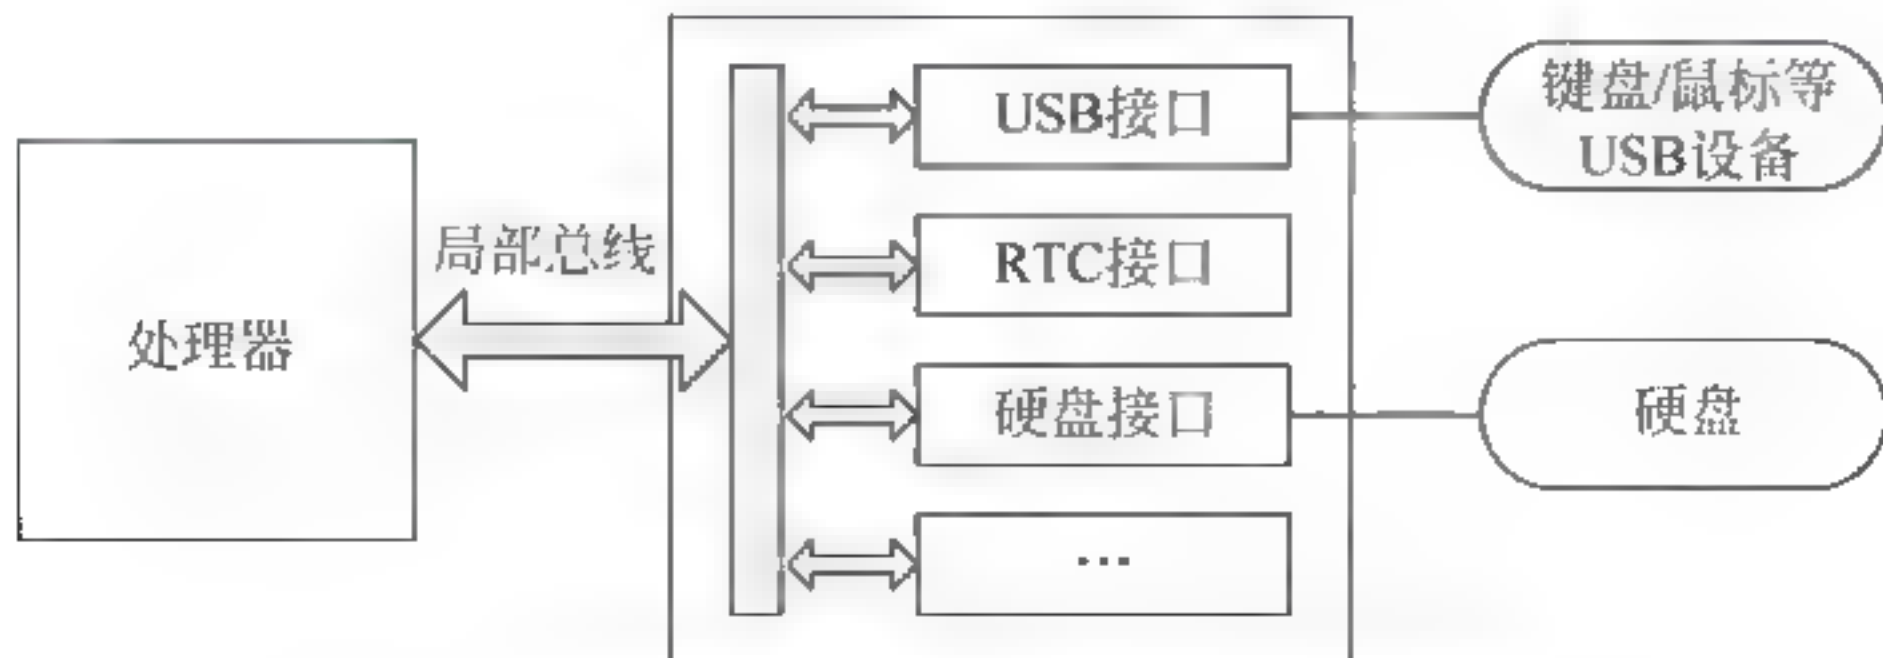 处理器
局部总线
USB接口
RTC接口
硬盘接口
...
键盘/鼠标等
USB设备
硬盘